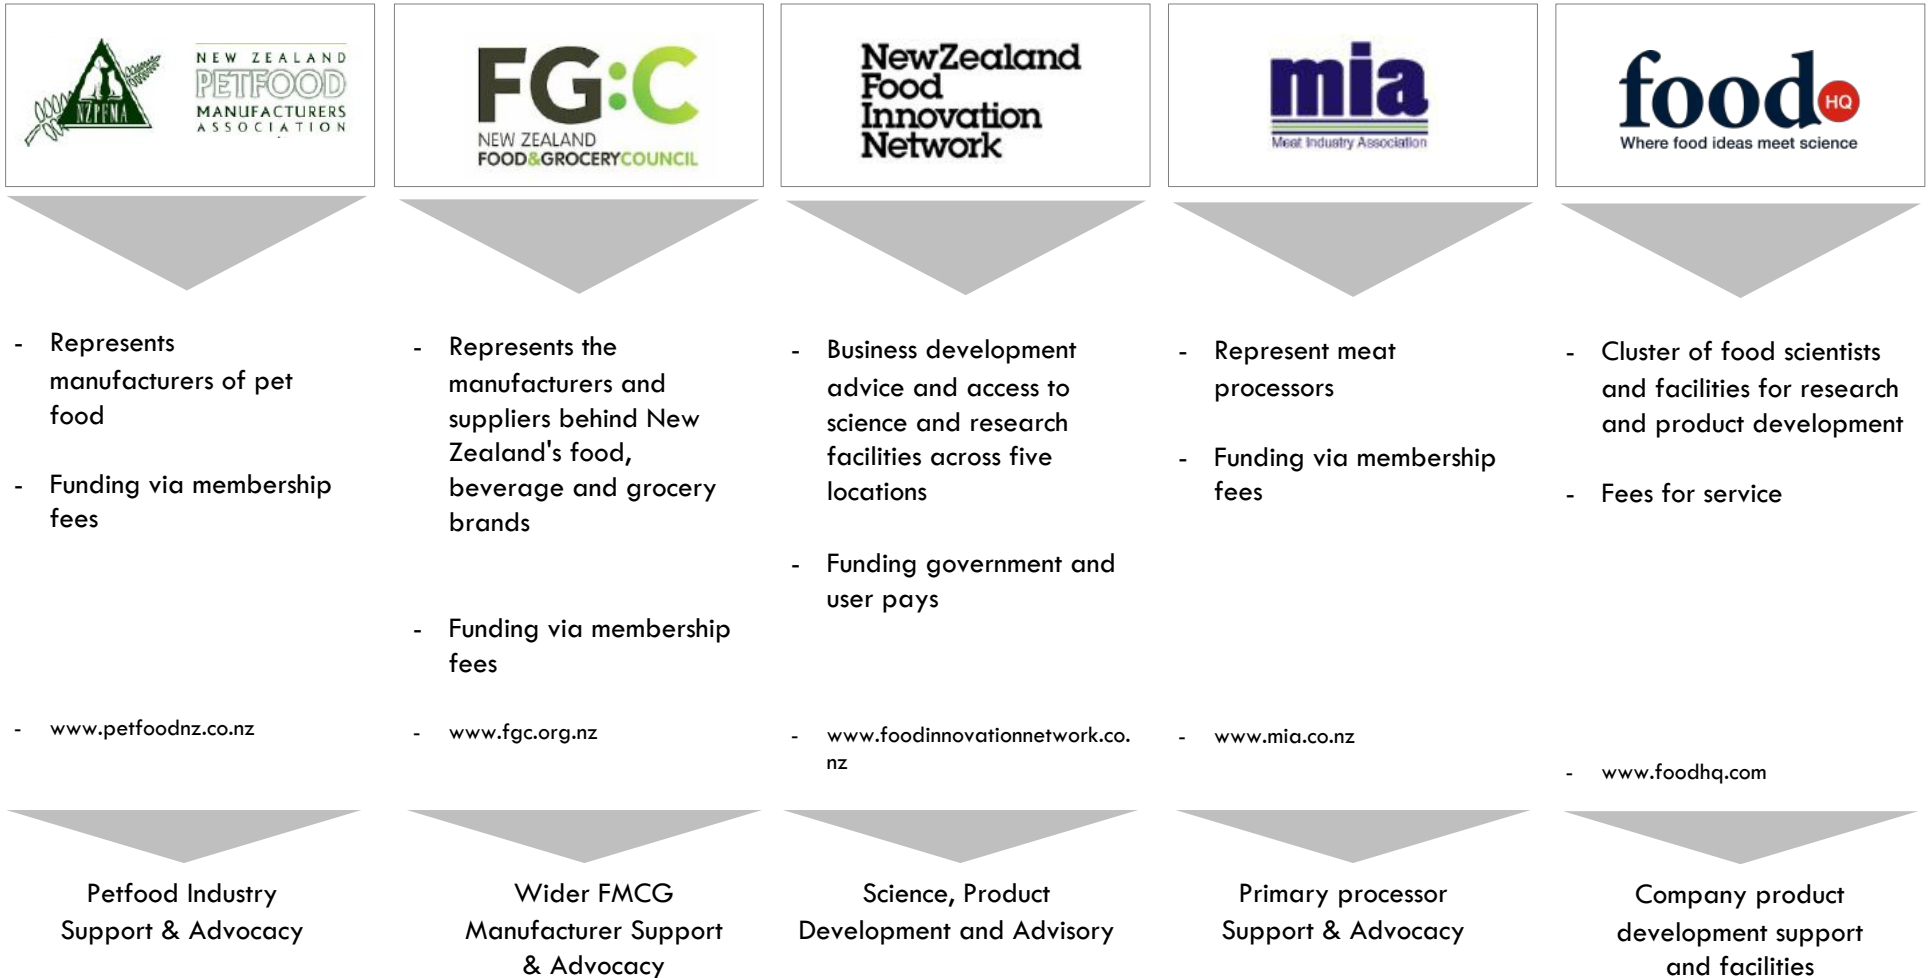 NZPFMA
NEW ZEALAND
PETFOOD
MANUFACTURERS
ASSOCIATION
FG:C
NEW ZEALAND
FOOD&GROCERYCOUNCIL
NewZealand
Food
Innovation
Network
mia
Meat Industry Association
food HQ
Where food ideas meet science
- Represents
manufacturers of pet
food
- Funding via membership
fees
- www.petfoodnz.co.nz
- Represents the
manufacturers and
suppliers behind New
Zealand's food,
beverage and grocery
brands
- Funding via membership
fees
- www.fgc.org.nz
- Business development
advice and access to
science and research
facilities across five
locations
- Funding government and
user pays
- www.foodinnovationnetwork.co.
nz
- Represent meat
processors
- Funding via membership
fees
- www.mia.co.nz
- Cluster of food scientists
and facilities for research
and product development
- Fees for service
- www.foodhq.com
Petfood Industry
Support & Advocacy
Wider FMCG
Manufacturer Support
& Advocacy
Science, Product
Development and Advisory
Primary processor
Support & Advocacy
Company product
development support
and facilities